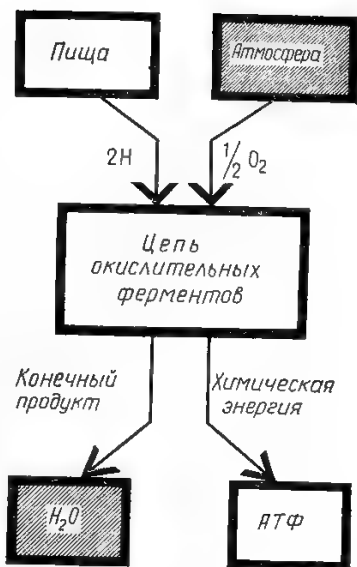 Пища
Атмосфера
2H
1/2 O₂
Цепь
окислительных
ферментов
Конечный
продукт
Химическая
энергия
H₂O
АТФ